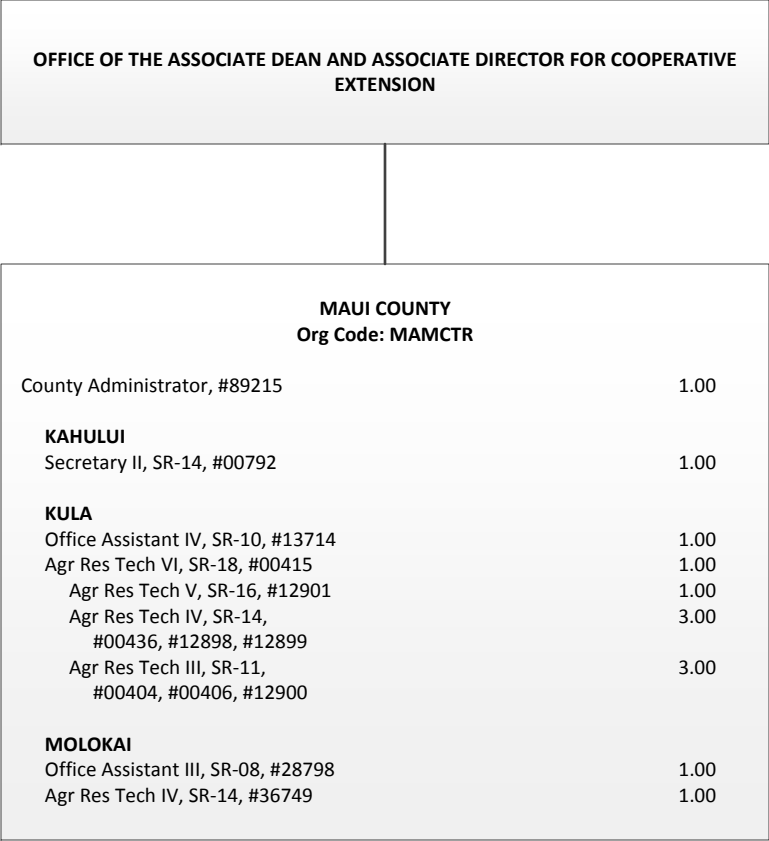 OFFICE OF THE ASSOCIATE DEAN AND ASSOCIATE DIRECTOR FOR COOPERATIVE
EXTENSION
MAUI COUNTY
Org Code: MAMCTR
County Administrator, #89215 1.00
KAHULUI
Secretary II, SR-14, #00792 1.00
KULA
Office Assistant IV, SR-10, #13714 1.00
Agr Res Tech VI, SR-18, #00415 1.00
Agr Res Tech V, SR-16, #12901 1.00
Agr Res Tech IV, SR-14, 3.00
#00436, #12898, #12899
Agr Res Tech III, SR-11, 3.00
#00404, #00406, #12900
MOLOKAI
Office Assistant III, SR-08, #28798 1.00
Agr Res Tech IV, SR-14, #36749 1.00